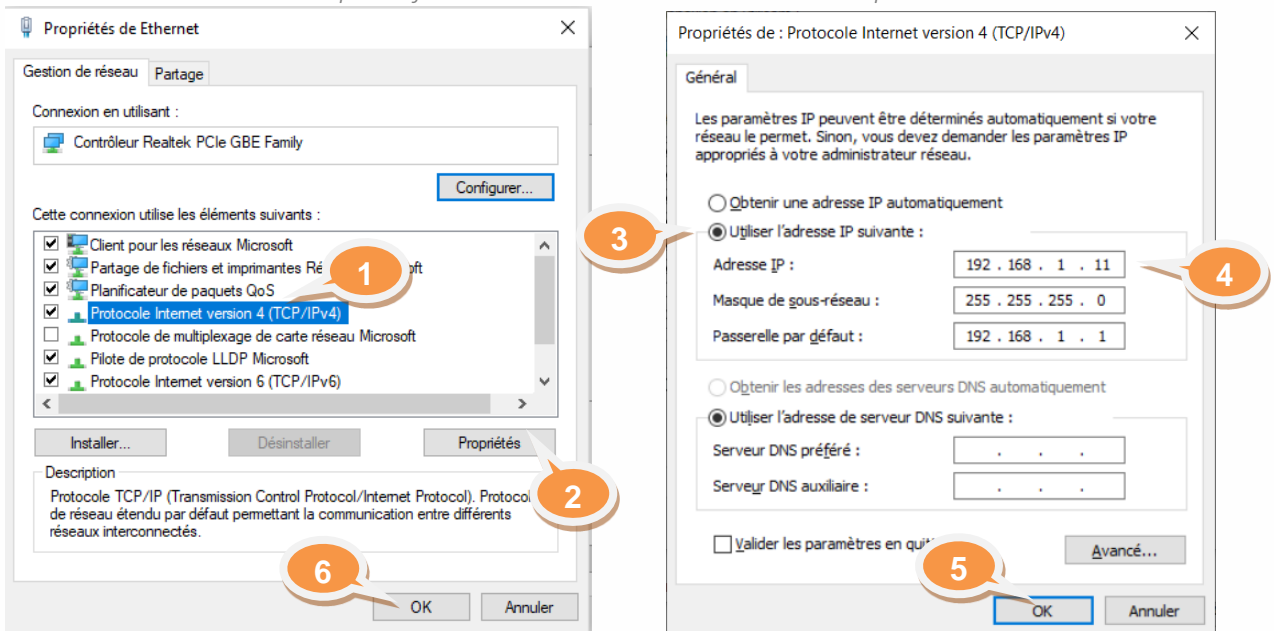 Propriétés de Ethernet
Gestion de réseau Partage
Connexion en utilisant :
Contrôleur Realtek PCIe GBE Family
Configurer...
Cette connexion utilise les éléments suivants :
Client pour les réseaux Microsoft
Partage de fichiers et imprimantes
1
Planificateur de paquets QoS
Protocole Internet version 4 (TCP/IPv4)
Protocole de multiplexage de carte réseau Microsoft
Pilote de protocole LLDP Microsoft
Protocole Internet version 6 (TCP/IPv6)
Installer... Désinstaller Propriétés
2
Description
Protocole TCP/IP (Transmission Control Protocol/Internet Protocol).
de réseau étendu par défaut permettant la communication entre différents
réseaux interconnectés.
6
OK Annuler
Propriétés de : Protocole Internet version 4 (TCP/IPv4)
Général
Les paramètres IP peuvent être déterminés automatiquement si votre
réseau le permet. Sinon, vous devez demander les paramètres IP
appropriés à votre administrateur réseau.
Obtenir une adresse IP automatiquement
3
Utiliser l'adresse IP suivante :
Adresse IP : 192 . 168 . 1 . 11
4
Masque de sous-réseau : 255 . 255 . 255 . 0
Passerelle par défaut : 192 . 168 . 1 . 1
Obtenir les adresses des serveurs DNS automatiquement
Utiliser l'adresse de serveur DNS suivante :
Serveur DNS préféré : . . .
Serveur DNS auxiliaire : . . .
Valider les paramètres en
5
Avancé...
OK Annuler